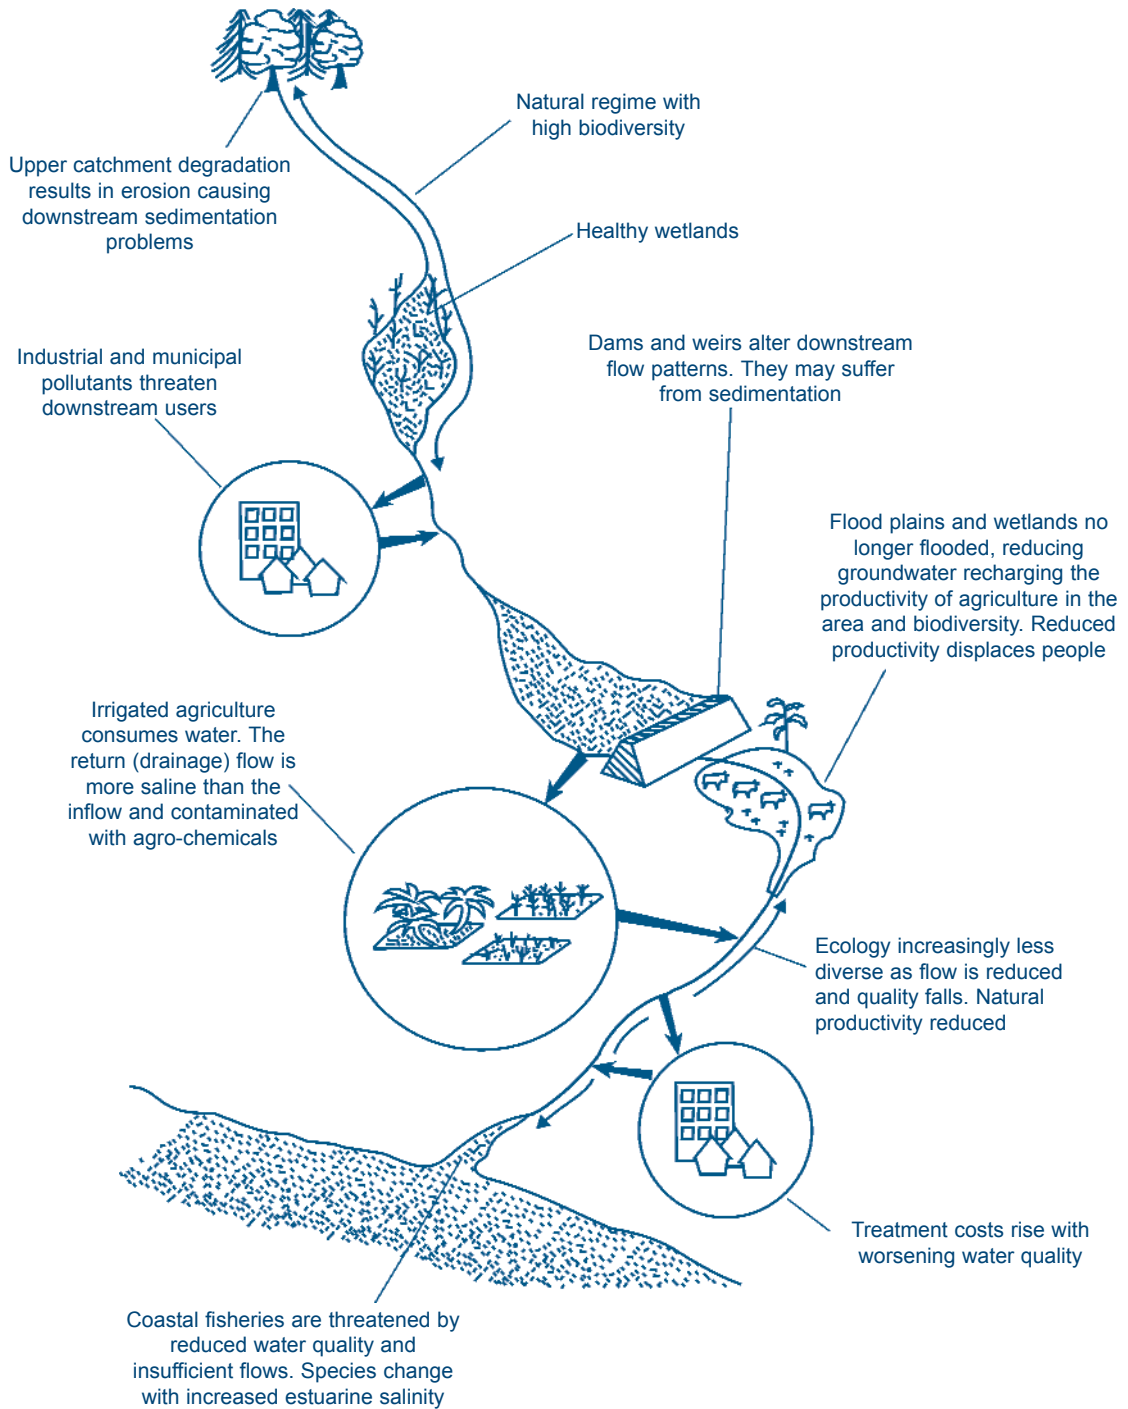 Natural regime with
high biodiversity
Upper catchment degradation
results in erosion causing
downstream sedimentation
problems
Healthy wetlands
Industrial and municipal
pollutants threaten
downstream users
Dams and weirs alter downstream
flow patterns. They may suffer
from sedimentation
Flood plains and wetlands no
longer flooded, reducing
groundwater recharging the
productivity of agriculture in the
area and biodiversity. Reduced
productivity displaces people
Irrigated agriculture
consumes water. The
return (drainage) flow is
more saline than the
inflow and contaminated
with agro-chemicals
Ecology increasingly less
diverse as flow is reduced
and quality falls. Natural
productivity reduced
Treatment costs rise with
worsening water quality
Coastal fisheries are threatened by
reduced water quality and
insufficient flows. Species change
with increased estuarine salinity